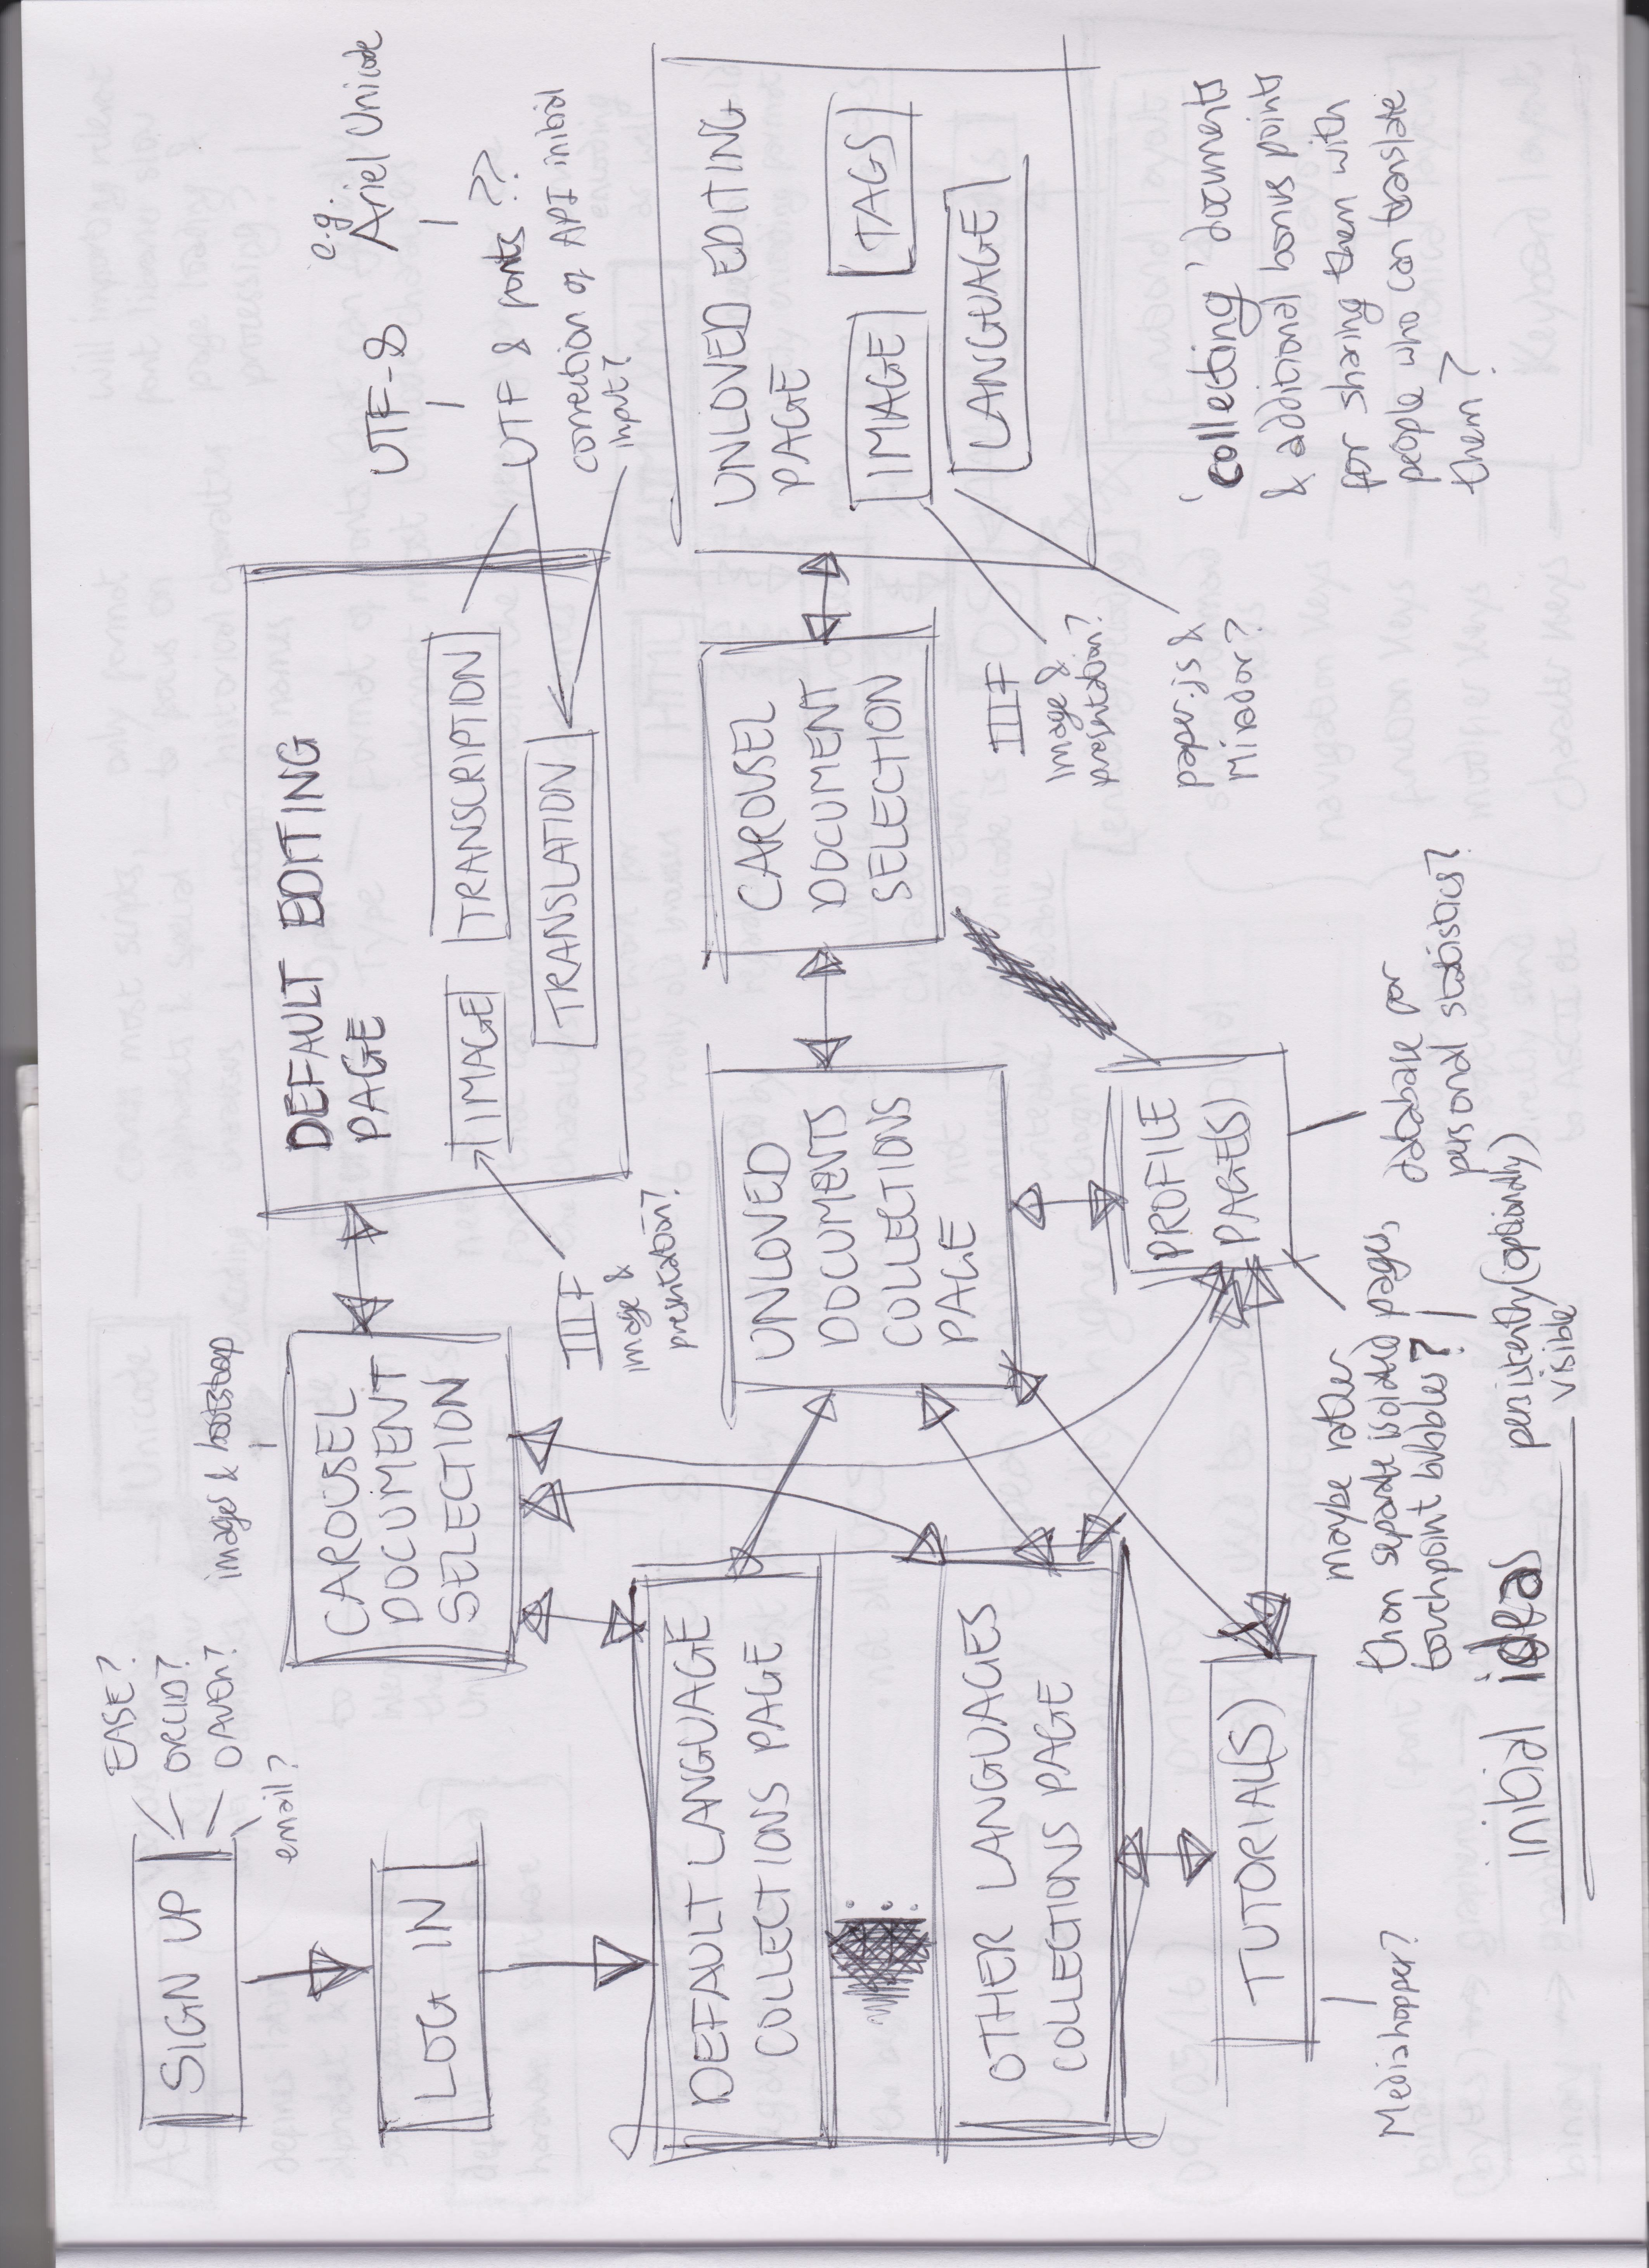 SIGN UP
EASE?
ORCID?
email?
LOG IN
CAROUSEL
DOCUMENT
SELECTION
images & bootstrap
DEFAULT EDITING
PAGE
IMAGE
TRANSCRIPTION
TRANSLATION
IIIF
image &
presentation?
UTF-8
e.g.
Ariel Unicode
UTF & fonts??
correction of API initial
input?
DEFAULT LANGUAGE
COLLECTIONS PAGE
OTHER LANGUAGES
COLLECTIONS PAGE
UNLOVED
DOCUMENTS
COLLECTIONS
PAGE
CAROUSEL
DOCUMENT
SELECTION
UNLOVED EDITING
PAGE
IMAGE
TAGS
LANGUAGE
IIIF
image &
presentation?
paper.js &
Mirador?
'collecting' documents
& additional bonus points
for sharing them with
people who can translate
them?
PROFILE
PAGE(S)
database for
personal statistics?
TUTORIAL(S)
Mediahopper?
maybe rather
than separate isolated pages,
touchpoint bubbles?
persistently (optionally)
visible
initial ideas